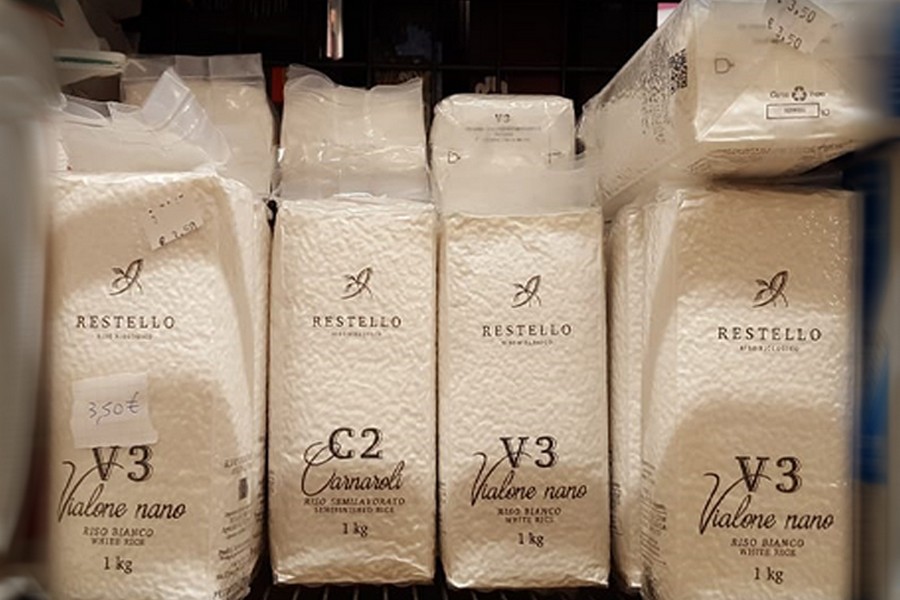 € 3,50
€ 3,50
V3
€ 3,50
RESTELLO
3,50€
V3
Vialone nano
RISO BIANCO
WHITE RICE
1 kg
RESTELLO
C2
Carnaroli
RISO SEMILAVORATO
SEMIFINISHED RICE
1 kg
RESTELLO
V3
Vialone nano
RISO BIANCO
WHITE RICE
1 kg
RESTELLO
V3
Vialone nano
RISO BIANCO
WHITE RICE
1 kg